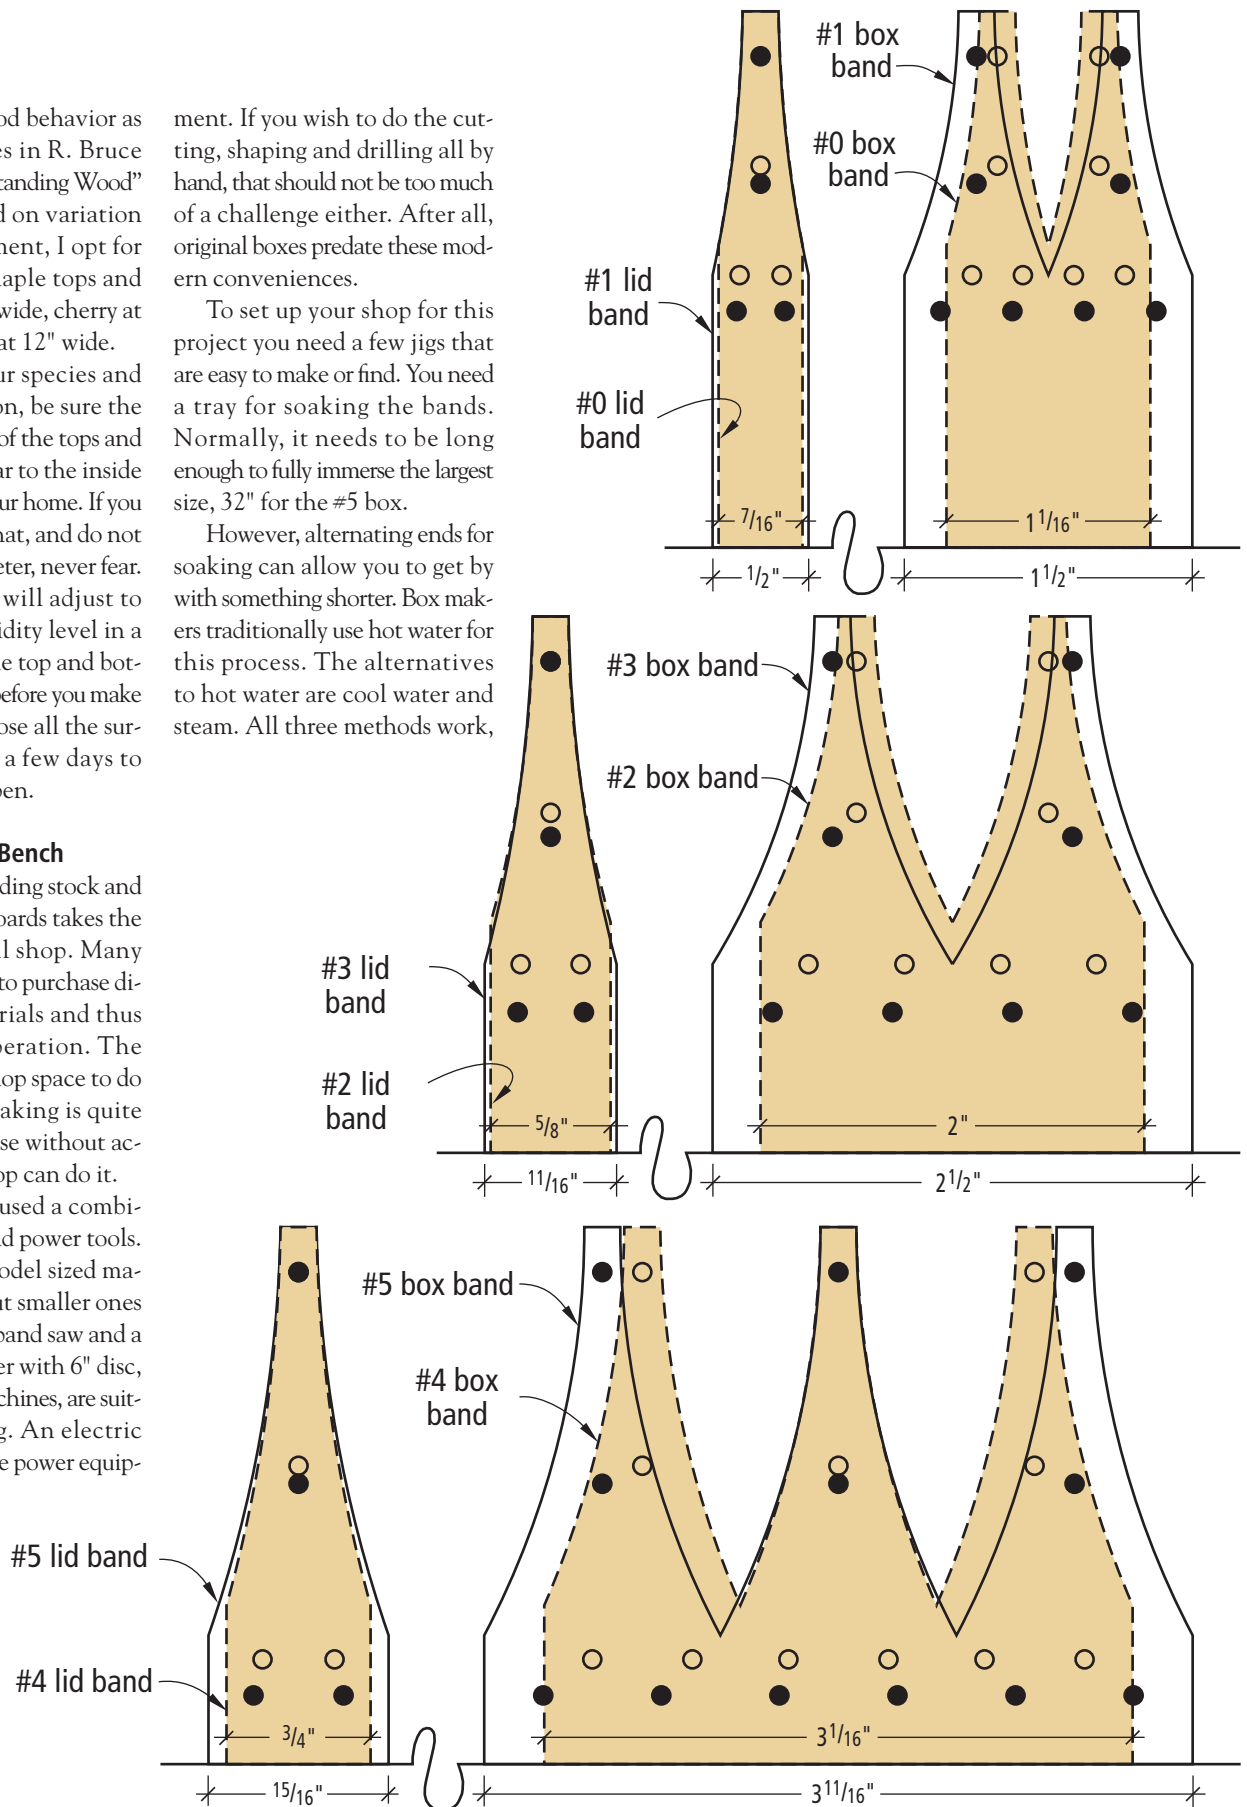 od behavior as
es in R. Bruce
tanding Wood”
d on variation
ment, I opt for
aple tops and
wide, cherry at
at 12" wide.
ur species and
on, be sure the
of the tops and
ar to the inside
ur home. If you
hat, and do not
eter, never fear.
will adjust to
idity level in a
e top and bot-
before you make
ose all the sur-
a few days to
pen.
Bench
ding stock and
oards takes the
ll shop. Many
to purchase di-
rials and thus
peration. The
hop space to do
aking is quite
se without ac-
op can do it.
used a combi-
nd power tools.
odel sized ma-
ut smaller ones
band saw and a
er with 6" disc,
chines, are suit-
g. An electric
e power equip-
ment. If you wish to do the cut-
ting, shaping and drilling all by
hand, that should not be too much
of a challenge either. After all,
original boxes predate these mod-
ern conveniences.
To set up your shop for this
project you need a few jigs that
are easy to make or find. You need
a tray for soaking the bands.
Normally, it needs to be long
enough to fully immerse the largest
size, 32" for the #5 box.
However, alternating ends for
soaking can allow you to get by
with something shorter. Box mak-
ers traditionally use hot water for
this process. The alternatives
to hot water are cool water and
steam. All three methods work,
#1 box
band
#0 box
band
#1 lid
band
#0 lid
band
7/16"
1 1/16"
1/2"
1 1/2"
#3 box band
#2 box band
#3 lid
band
#2 lid
band
5/8"
2"
11/16"
2 1/2"
#5 box band
#4 box
band
#5 lid band
#4 lid band
3/4"
3 1/16"
15/16"
3 11/16"